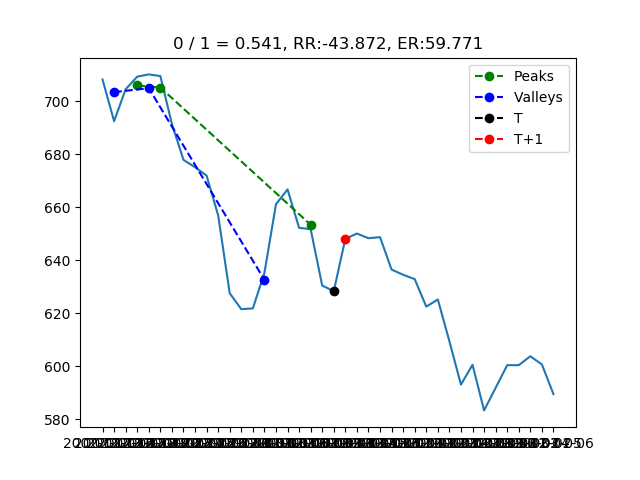 0 / 1 = 0.541, RR:-43.872, ER:59.771
Peaks
Valleys
T
T+1
700
680
660
640
620
600
580